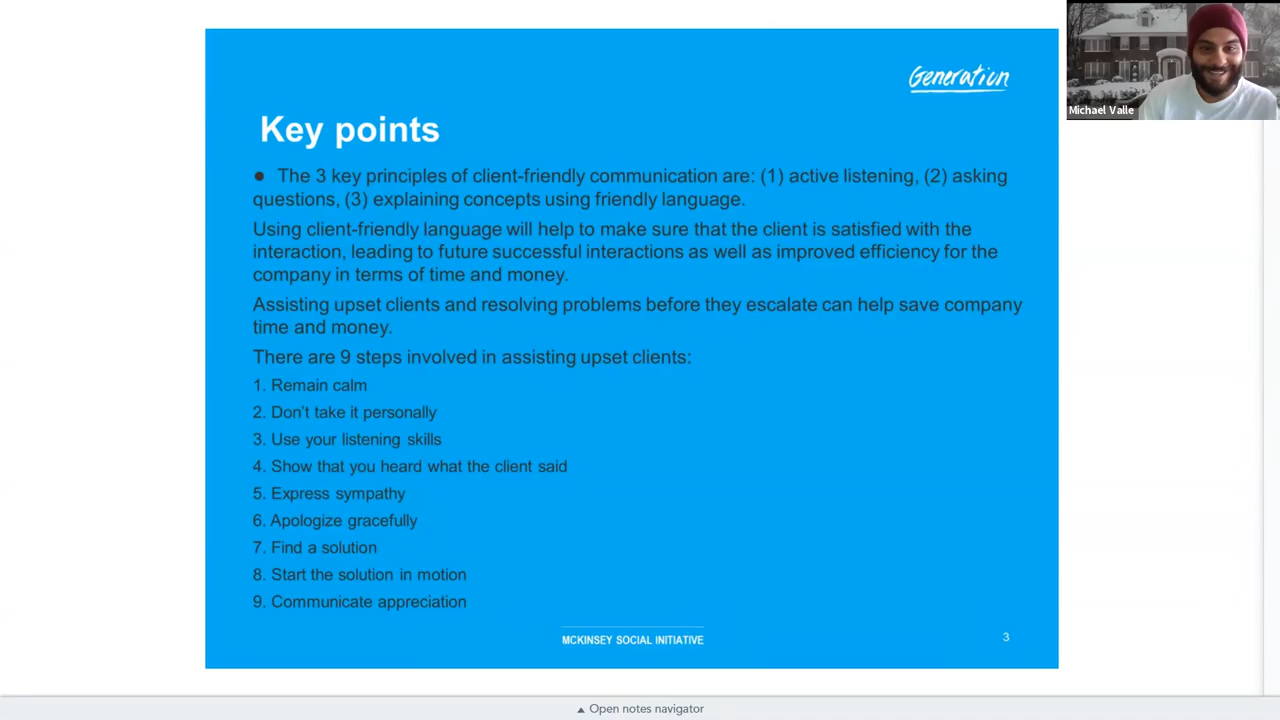 Generation
Michael Valle
Key points
● The 3 key principles of client-friendly communication are: (1) active listening, (2) asking
questions, (3) explaining concepts using friendly language.
Using client-friendly language will help to make sure that the client is satisfied with the
interaction, leading to future successful interactions as well as improved efficiency for the
company in terms of time and money.
Assisting upset clients and resolving problems before they escalate can help save company
time and money.
There are 9 steps involved in assisting upset clients:
1. Remain calm
2. Don't take it personally
3. Use your listening skills
4. Show that you heard what the client said
5. Express sympathy
6. Apologize gracefully
7. Find a solution
8. Start the solution in motion
9. Communicate appreciation
MCKINSEY SOCIAL INITIATIVE
3
▲ Open notes navigator